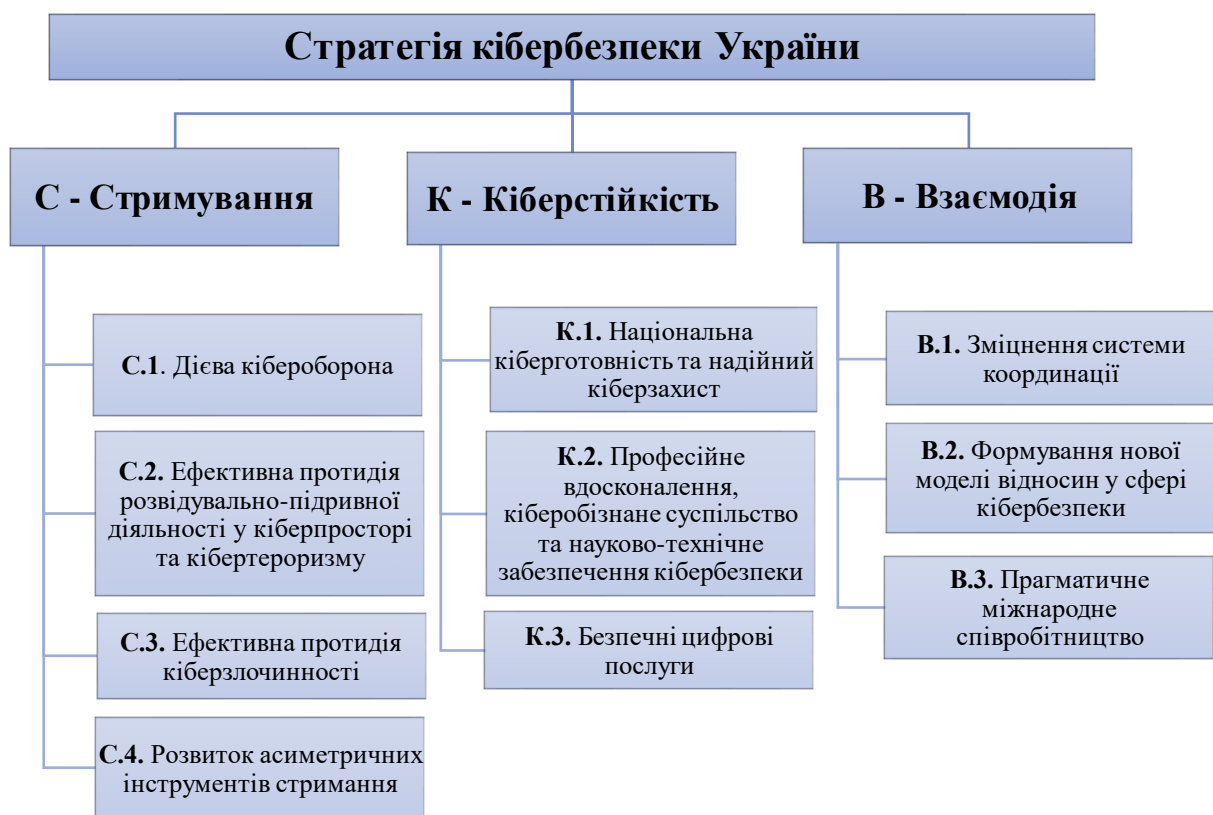 Стратегія кібербезпеки України
С - Стримування
С.1. Дієва кібероборона
С.2. Ефективна протидія
розвідувально-підривної
діяльності у кіберпросторі
та кібертероризму
С.3. Ефективна протидія
кіберзлочинності
С.4. Розвиток асиметричних
інструментів стримання
К - Кіберстійкість
К.1. Національна
кіберготовність та надійний
кіберзахист
К.2. Професійне
вдосконалення,
кіберобізнане суспільство
та науково-технічне
забезпечення кібербезпеки
К.3. Безпечні цифрові
послуги
В - Взаємодія
В.1. Зміцнення системи
координації
В.2. Формування нової
моделі відносин у сфері
кібербезпеки
В.3. Прагматичне
міжнародне
співробітництво